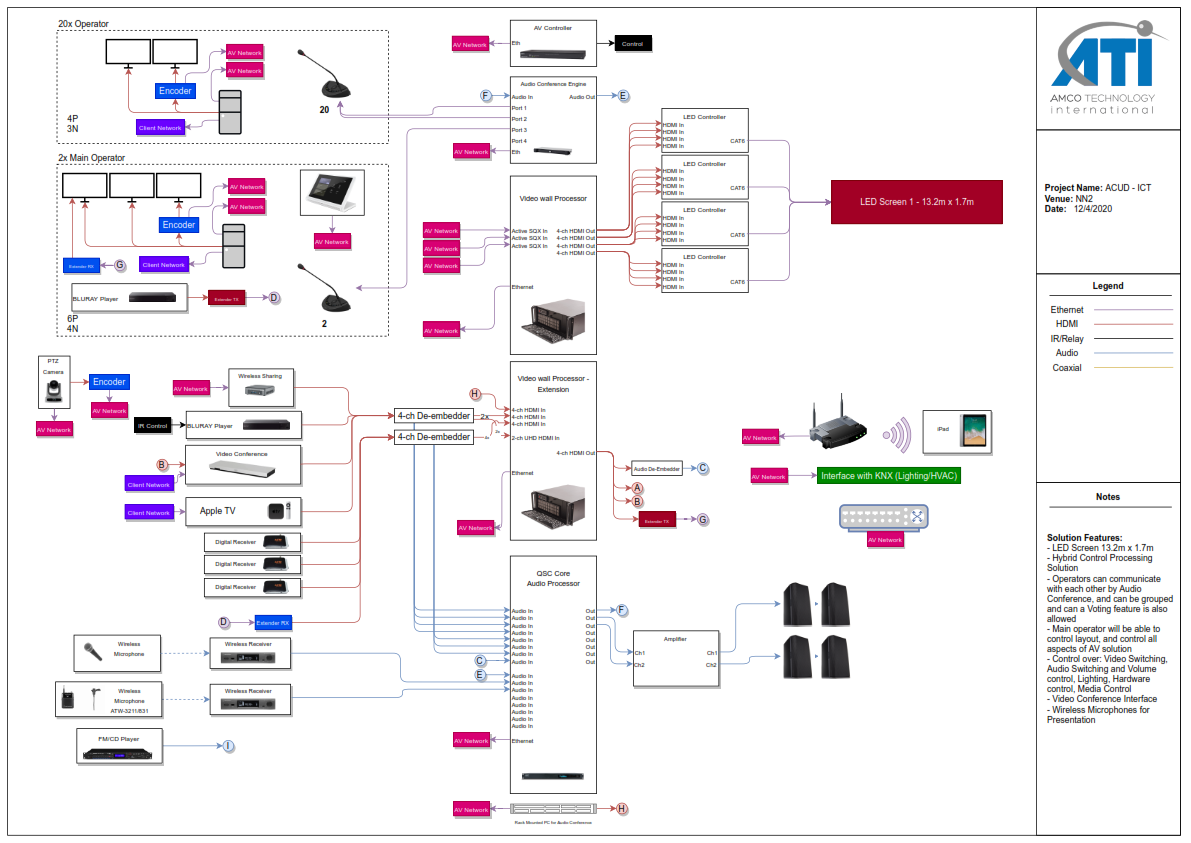 20x Operator
AV Network
AV Network
Encoder
Client Network
4P
3N
20
2x Main Operator
AV Network
AV Network
Encoder
Extender RX
G
Client Network
BLURAY Player
Extender TX
D
6P
4N
AV Network
2
AV Controller
AV Network
Eth
Control
Audio Conference Engine
F
Audio In
Audio Out
E
Port 1
Port 2
Port 3
Port 4
AV Network
Eth
Video wall Processor
AV Network
AV Network
AV Network
Active SQX In
4-ch HDMI Out
Active SQX In
4-ch HDMI Out
Active SQX In
4-ch HDMI Out
4-ch HDMI Out
Ethernet
AV Network
LED Controller
HDMI In
HDMI In
HDMI In
HDMI In
CAT6
LED Controller
HDMI In
HDMI In
HDMI In
HDMI In
CAT6
LED Controller
HDMI In
HDMI In
HDMI In
HDMI In
CAT6
LED Controller
HDMI In
HDMI In
HDMI In
HDMI In
CAT6
LED Screen 1 - 13.2m x 1.7m
PTZ
Camera
Encoder
AV Network
AV Network
AV Network
Wireless Sharing
IR Control
BLURAY Player
Video Conference
B
Client Network
Client Network
Apple TV
Digital Receiver
Digital Receiver
Digital Receiver
D
Extender RX
4-ch De-embedder
2x
4-ch De-embedder
Video wall Processor -
Extension
H
4-ch HDMI In
4-ch HDMI In
4-ch HDMI In
2-ch UHD HDMI In
4-ch HDMI Out
Ethernet
AV Network
Audio De-Embedder
C
A
B
Extender TX
G
AV Network
iPad
AV Network
Interface with KNX (Lighting/HVAC)
AV Network
Wireless
Microphone
Wireless Receiver
Wireless
Microphone
ATW-3211/831
Wireless Receiver
FM/CD Player
I
QSC Core
Audio Processor
Audio In
Out
F
Audio In
Out
Audio In
Out
Audio In
Out
Audio In
Out
Audio In
Out
Audio In
Out
C
Audio In
Out
E
Audio In
Audio In
Audio In
Audio In
Audio In
Audio In
Audio In
Audio In
AV Network
Ethernet
Amplifier
Ch1
Ch1
Ch2
Ch2
AV Network
H
Rack Mounted PC for Audio Conference
ATI
AMCO TECHNOLOGY
international
Project Name: ACUD - ICT
Venue: NN2
Date: 12/4/2020
Legend
Ethernet
HDMI
IR/Relay
Audio
Coaxial
Notes
Solution Features:
- LED Screen 13.2m x 1.7m
- Hybrid Control Processing
Solution
- Operators can communicate
with each other by Audio
Conference, and can be grouped
and can a Voting feature is also
allowed
- Main operator will be able to
control layout, and control all
aspects of AV solution
- Control over: Video Switching,
Audio Switching and Volume
control, Lighting, Hardware
control, Media Control
- Video Conference Interface
- Wireless Microphones for
Presentation